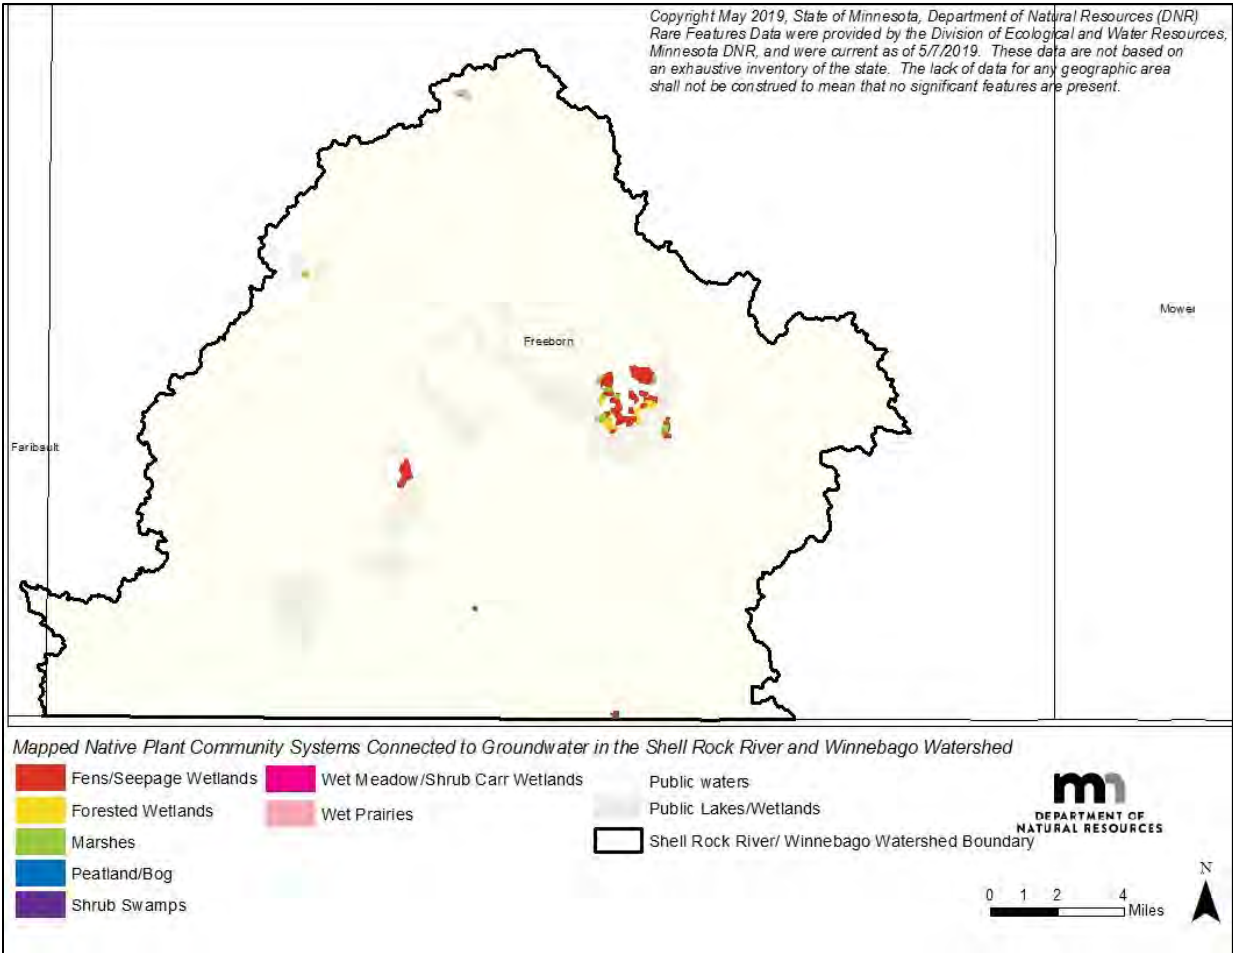 Copyright May 2019, State of Minnesota, Department of Natural Resources (DNR)
Rare Features Data were provided by the Division of Ecological and Water Resources,
Minnesota DNR, and were current as of 5/7/2019. These data are not based on
an exhaustive inventory of the state. The lack of data for any geographic area
shall not be construed to mean that no significant features are present.
Freeborn
Mower
Faribault
Mapped Native Plant Community Systems Connected to Groundwater in the Shell Rock River and Winnebago Watershed
Fens/Seepage Wetlands
Forested Wetlands
Marshes
Peatland/Bog
Shrub Swamps
Wet Meadow/Shrub Carr Wetlands
Wet Prairies
Public waters
Public Lakes/Wetlands
Shell Rock River/ Winnebago Watershed Boundary
DEPARTMENT OF
NATURAL RESOURCES
N
0 1 2 4
Miles